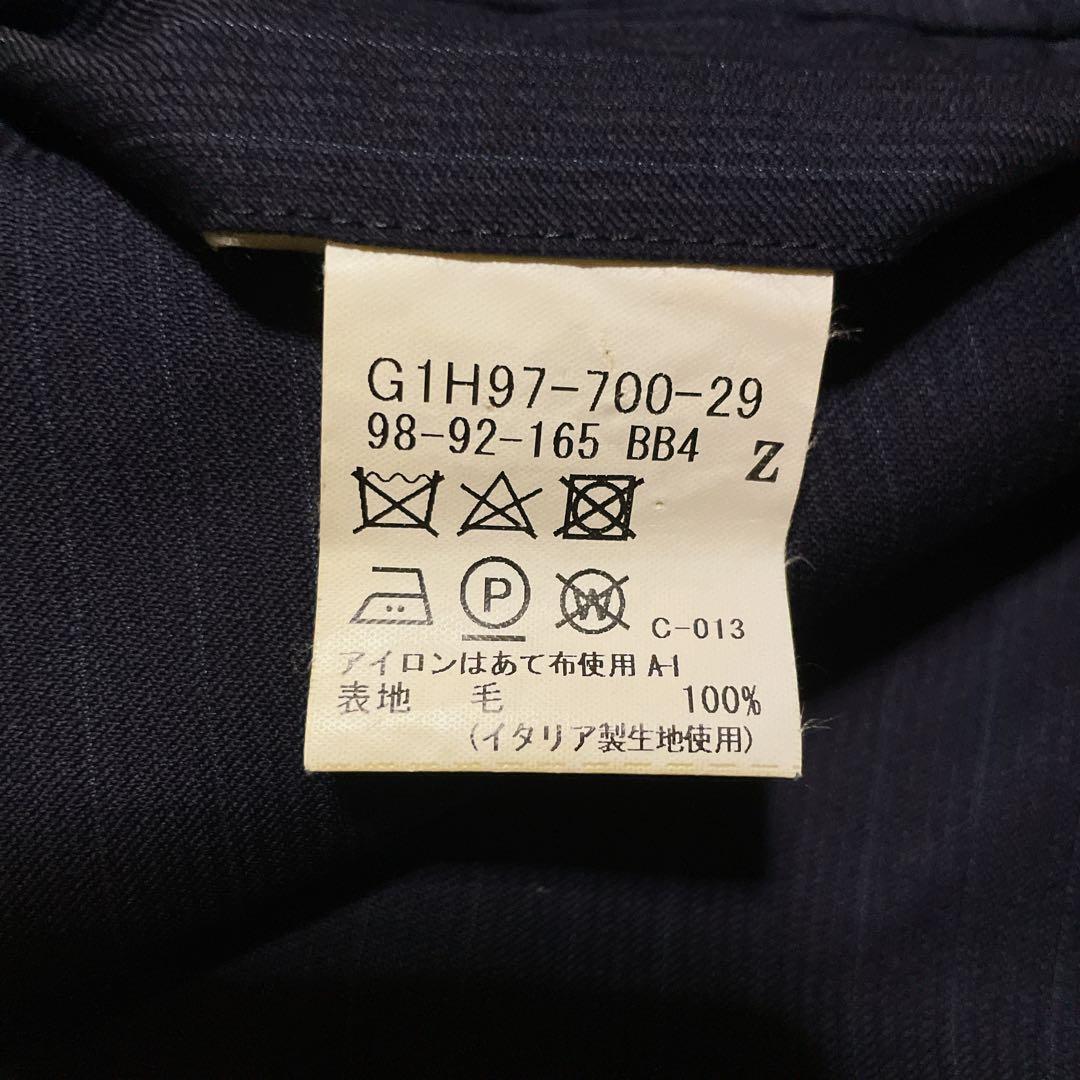 G1H97-700-29
98-92-165 BB4 Z
P W C-013
アイロンはあて布使用 A-1
表地 毛 100%
(イタリア製生地使用)